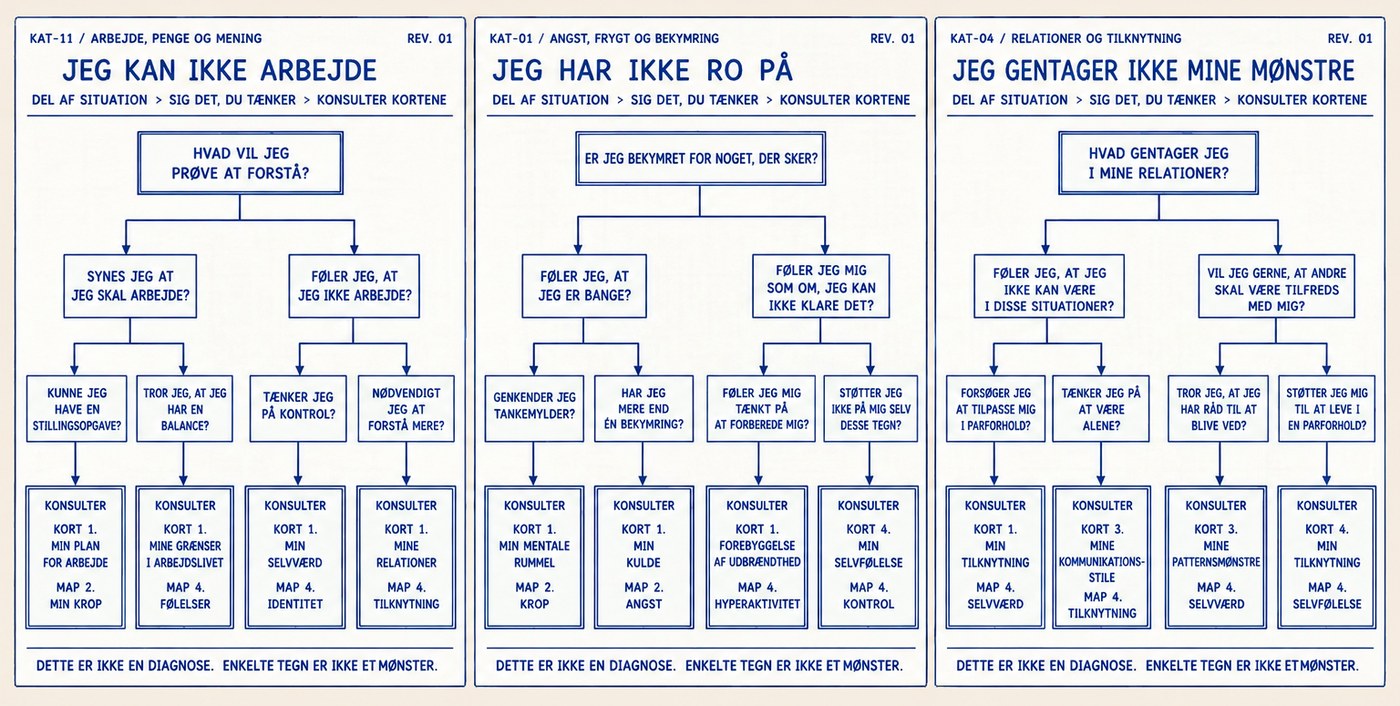 KAT-11 / ARBEJDE, PENGE OG MENING
REV. 01
JEG KAN IKKE ARBEJDE
DEL AF SITUATION > SIG DET, DU TÆNKER > KONSULTER KORTENE
HVAD VIL JEG
PRØVE AT FORSTÅ?
SYNES JEG AT
JEG SKAL ARBEJDE?
FØLER JEG, AT
JEG IKKE ARBEJDE?
KUNNE JEG
HAVE EN
STILLINGSOPGAVE?
TROR JEG, AT JEG
HAR EN
BALANCE?
TÆNKER JEG
PÅ KONTROL?
NØDVENDIGT
JEG AT
FORSTÅ MERE?
KONSULTER
KORT 1.
MIN PLAN
FOR ARBEJDE
MAP 2.
MIN KROP
KONSULTER
KORT 1.
MINE GRÆNSER
I ARBEJDSLIVET
MAP 4.
FØLELSER
KONSULTER
KORT 1.
MIN
SELVVÆRD
MAP 4.
IDENTITET
KONSULTER
KORT 1.
MINE
RELATIONER
MAP 4.
TILKNYTNING
DETTE ER IKKE EN DIAGNOSE. ENKELTE TEGN ER IKKE ET MØNSTER.
KAT-01 / ANGST, FRYGT OG BEKYMRING
REV. 01
JEG HAR IKKE RO PÅ
DEL AF SITUATION > SIG DET, DU TÆNKER > KONSULTER KORTENE
ER JEG BEKYMRET FOR NOGET, DER SKER?
FØLER JEG, AT
JEG ER BANGE?
FØLER JEG MIG
SOM OM, JEG KAN
IKKE KLARE DET?
GENKENDER JEG
TANKEMYLDER?
HAR JEG
MERE END
ÉN BEKYMRING?
FØLER JEG MIG
TÆNKT PÅ
AT FORBEREDE MIG?
STØTTER JEG
IKKE PÅ MIG SELV
DESSE TEGN?
KONSULTER
KORT 1.
MIN MENTALE
RUMMEL
MAP 2.
KROP
KONSULTER
KORT 1.
MIN
KULDE
MAP 2.
ANGST
KONSULTER
KORT 1.
FOREBYGGELSE
AF UDBRÆNDTHED
MAP 4.
HYPERAKTIVITET
KONSULTER
KORT 4.
MIN
SELVFØLELSE
MAP 4.
KONTROL
DETTE ER IKKE EN DIAGNOSE. ENKELTE TEGN ER IKKE ET MØNSTER.
KAT-04 / RELATIONER OG TILKNYTNING
REV. 01
JEG GENTAGER IKKE MINE MØNSTRE
DEL AF SITUATION > SIG DET, DU TÆNKER > KONSULTER KORTENE
HVAD GENTAGER JEG
I MINE RELATIONER?
FØLER JEG, AT JEG
IKKE KAN VÆRE
I DISSE SITUATIONER?
VIL JEG GERNE, AT ANDRE
SKAL VÆRE TILFREDS
MED MIG?
FORSØGER JEG
AT TILPASSE MIG
I PARFORHOLD?
TÆNKER JEG PÅ
AT VÆRE
ALENE?
TROR JEG, AT JEG
HAR RÅD TIL AT
BLIVE VED?
STØTTER JEG MIG
TIL AT LEVE I
EN PARFORHOLD?
KONSULTER
KORT 1.
MIN
TILKNYTNING
MAP 4.
SELVVÆRD
KONSULTER
KORT 3.
MINE
KOMMUNIKATIONS-
STILE
MAP 4.
TILKNYTNING
KONSULTER
KORT 3.
MINE
PATTERNSMØNSTRE
MAP 4.
SELVVÆRD
KONSULTER
KORT 4.
MIN
TILKNYTNING
MAP 4.
SELVFØLELSE
DETTE ER IKKE EN DIAGNOSE. ENKELTE TEGN ER IKKE ET MØNSTER.